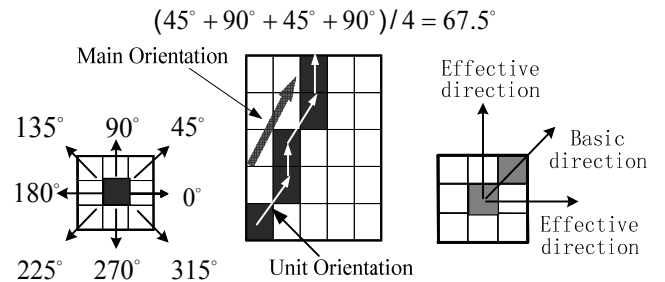 (45° + 90° + 45° + 90°) / 4 = 67.5°
Main Orientation
135° 90° 45°
180° 0°
225° 270° 315°
Unit Orientation
Effective
direction
Basic
direction
Effective
direction